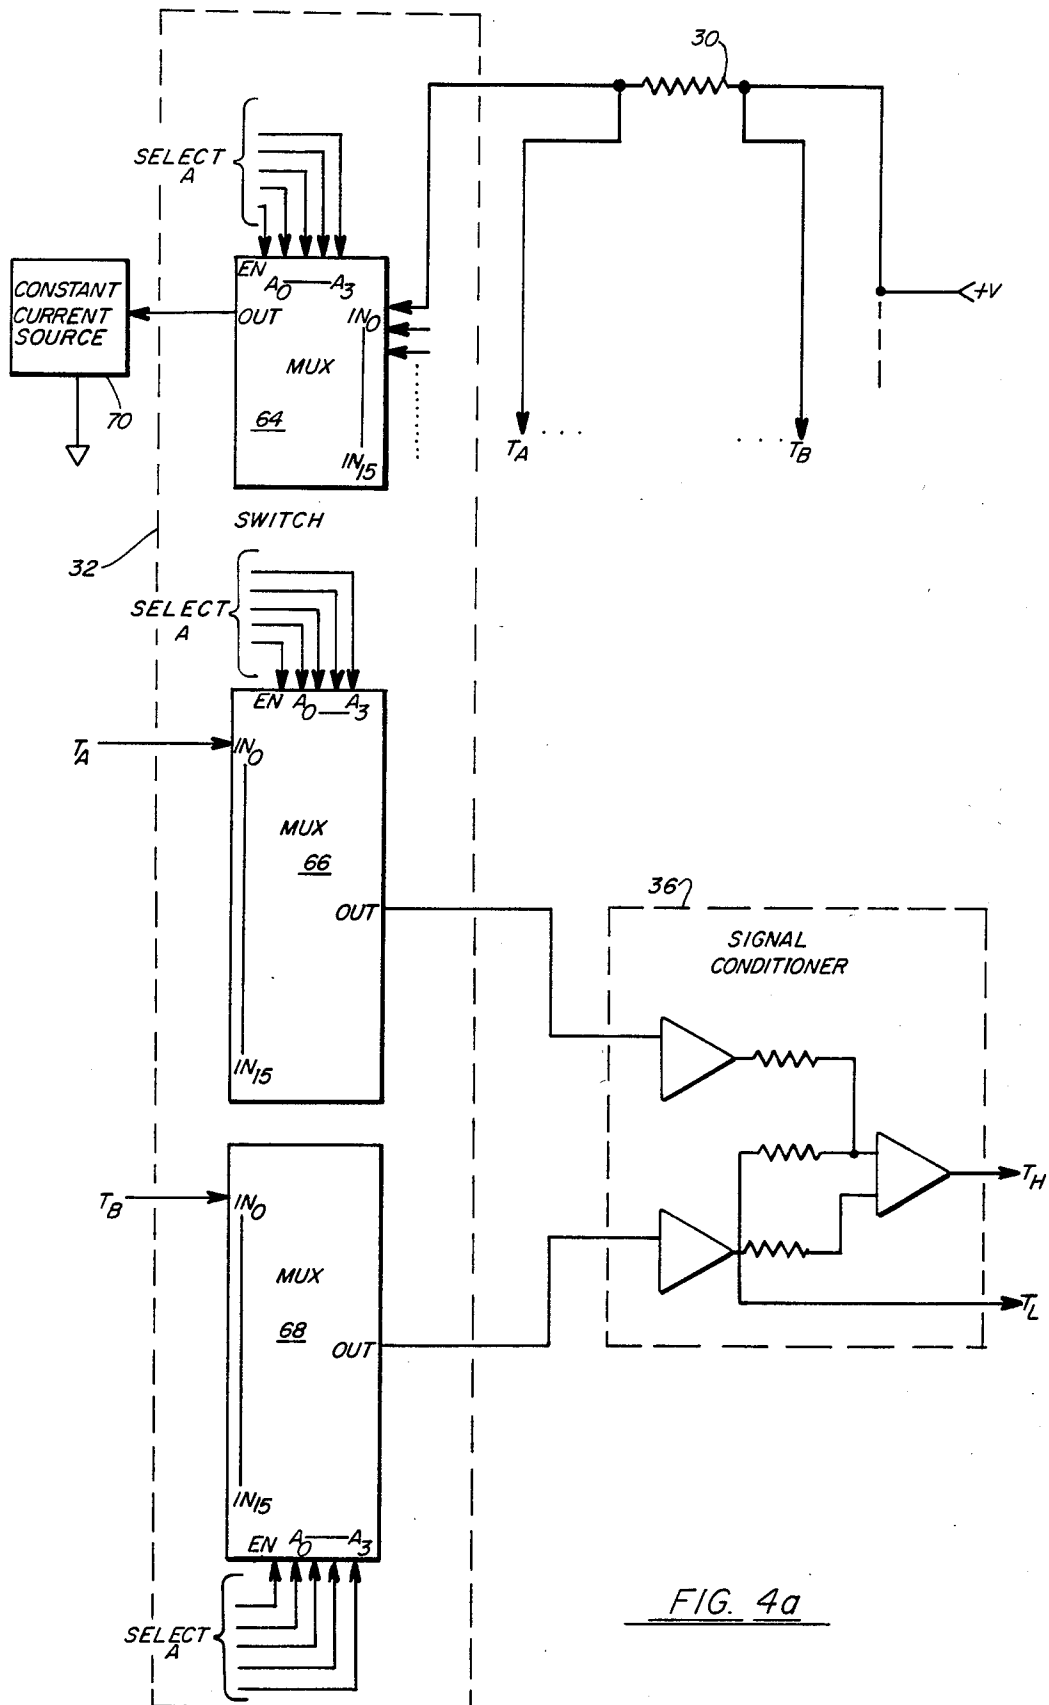 30
SELECT
A
EN
A0 A3
CONSTANT
CURRENT
SOURCE
OUT
IN0
+V
MUX
70
64
IN15
TA
TB
SWITCH
32
SELECT
A
EN A0 A3
TA
IN0
MUX
66
OUT
36
SIGNAL
CONDITIONER
IN15
TB
IN0
TH
MUX
68
OUT
TL
IN15
EN A0 A3
SELECT
A
FIG. 4a